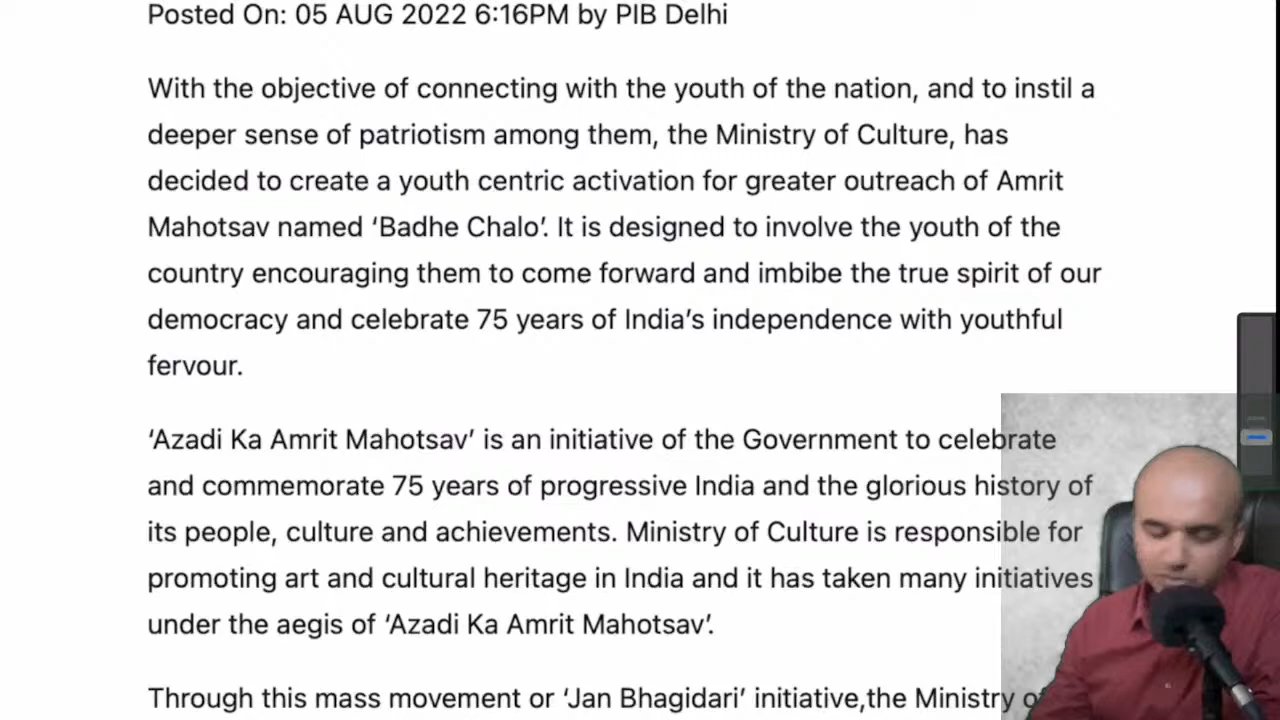 Posted On: 05 AUG 2022 6:16PM by PIB Delhi
With the objective of connecting with the youth of the nation, and to instil a
deeper sense of patriotism among them, the Ministry of Culture, has
decided to create a youth centric activation for greater outreach of Amrit
Mahotsav named ‘Badhe Chalo’. It is designed to involve the youth of the
country encouraging them to come forward and imbibe the true spirit of our
democracy and celebrate 75 years of India’s independence with youthful
fervour.
‘Azadi Ka Amrit Mahotsav’ is an initiative of the Government to celebrate
and commemorate 75 years of progressive India and the glorious history of
its people, culture and achievements. Ministry of Culture is responsible for
promoting art and cultural heritage in India and it has taken many initiatives
under the aegis of ‘Azadi Ka Amrit Mahotsav’.
Through this mass movement or ‘Jan Bhagidari’ initiative,the Ministry of